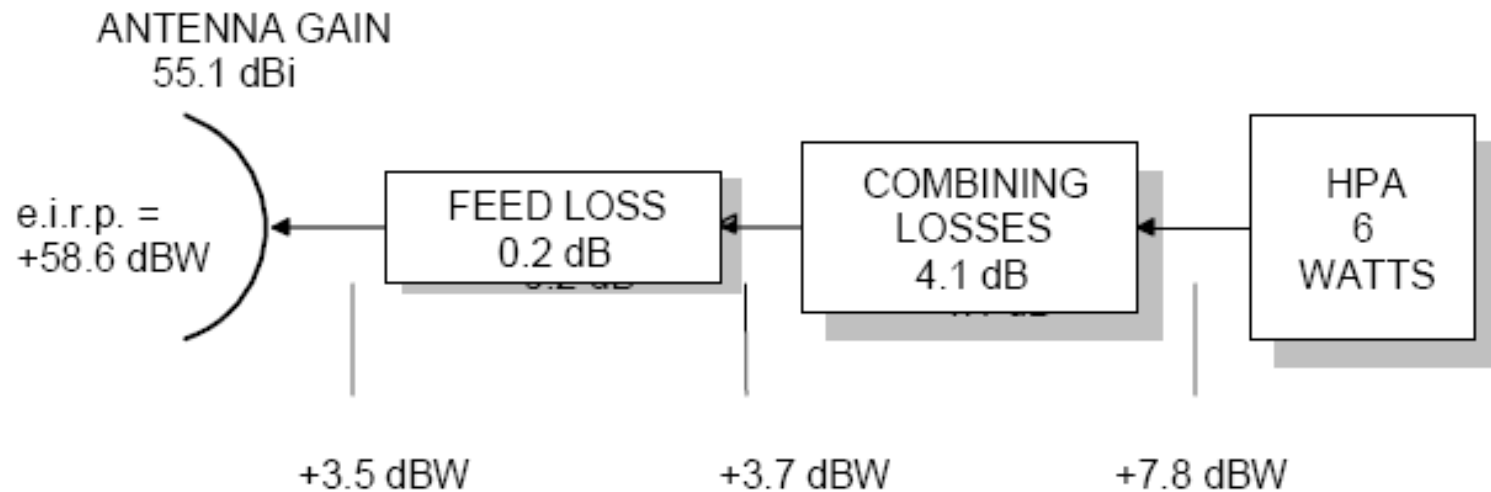 ANTENNA GAIN
55.1 dBi
e.i.r.p. =
+58.6 dBW
FEED LOSS
0.2 dB
COMBINING
LOSSES
4.1 dB
HPA
6
WATTS
+3.5 dBW
+3.7 dBW
+7.8 dBW